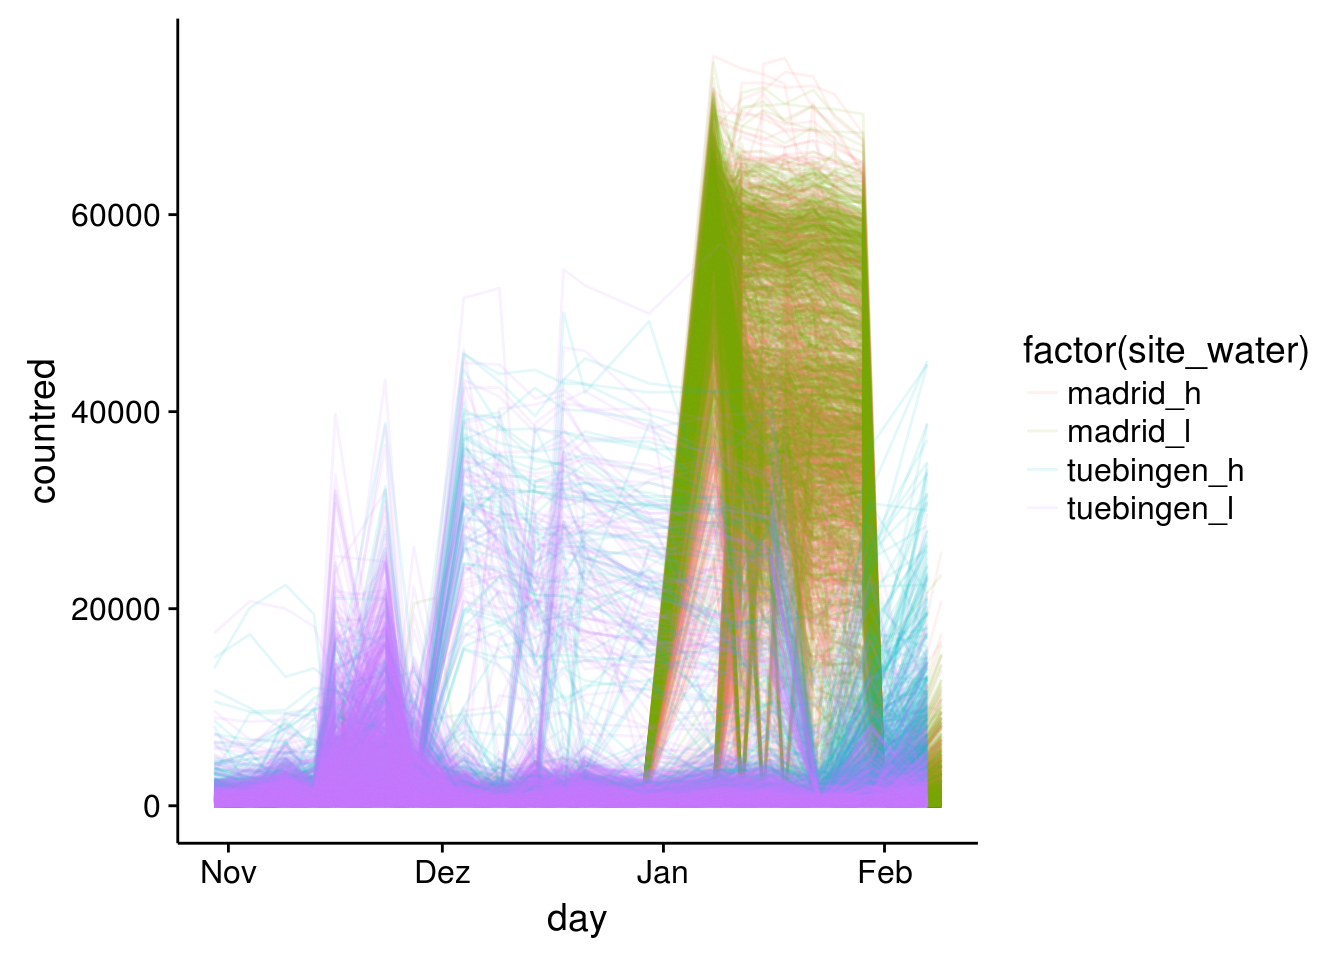 60000
40000
20000
0
countred
Nov Dez Jan Feb
day
factor(site_water)
madrid_h
madrid_l
tuebingen_h
tuebingen_l